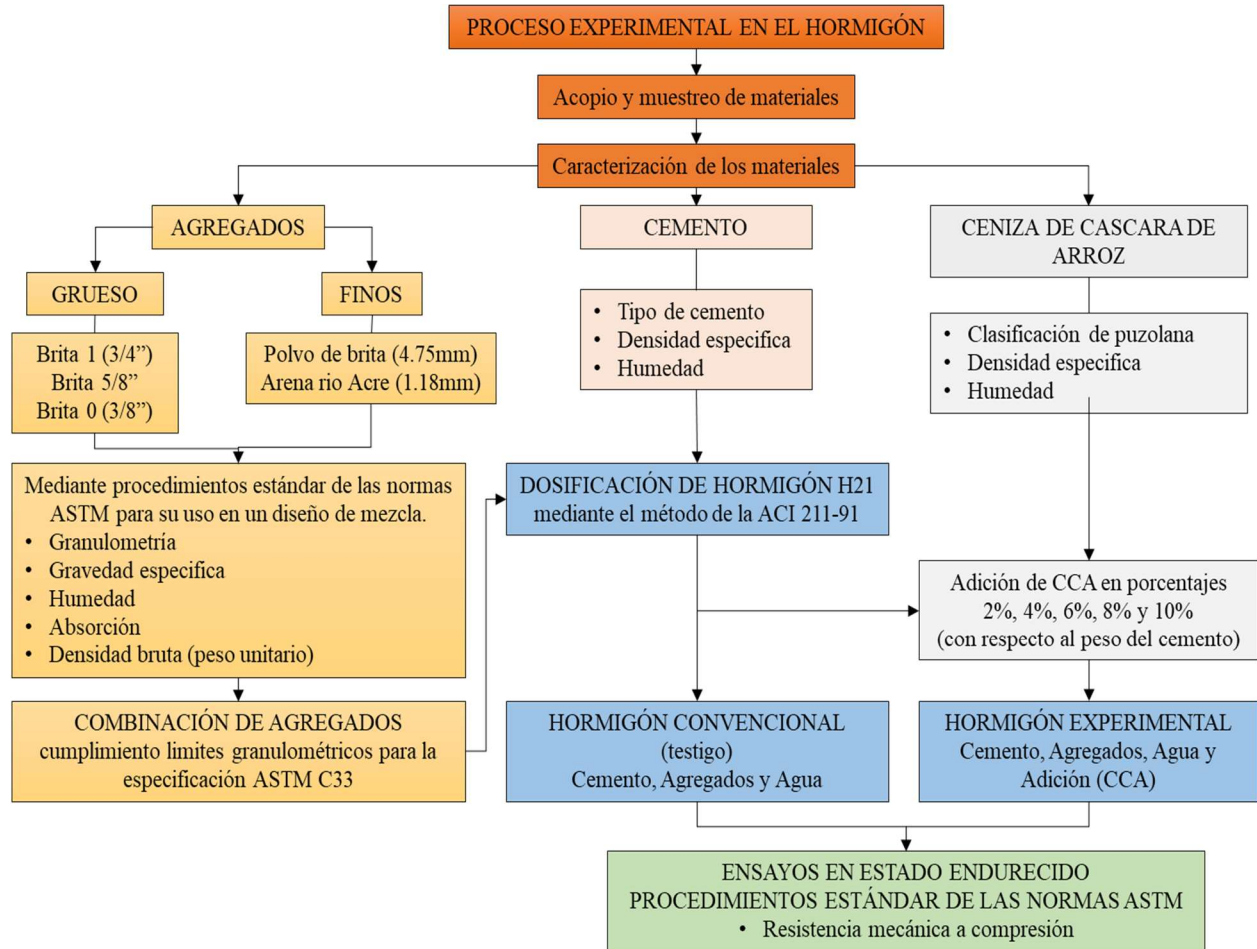 PROCESO EXPERIMENTAL EN EL HORMIGÓN
Acopio y muestreo de materiales
Caracterización de los materiales
AGREGADOS
GRUESO
FINOS
Brita 1 (3/4”)
Brita 5/8”
Brita 0 (3/8”)
Polvo de brita (4.75mm)
Arena rio Acre (1.18mm)
Mediante procedimientos estándar de las normas
ASTM para su uso en un diseño de mezcla.
• Granulometría
• Gravedad especifica
• Humedad
• Absorción
• Densidad bruta (peso unitario)
COMBINACIÓN DE AGREGADOS
cumplimiento limites granulométricos para la
especificación ASTM C33
CEMENTO
• Tipo de cemento
• Densidad especifica
• Humedad
DOSIFICACIÓN DE HORMIGÓN H21
mediante el método de la ACI 211-91
HORMIGÓN CONVENCIONAL
(testigo)
Cemento, Agregados y Agua
CENIZA DE CASCARA DE
ARROZ
• Clasificación de puzolana
• Densidad especifica
• Humedad
Adición de CCA en porcentajes
2%, 4%, 6%, 8% y 10%
(con respecto al peso del cemento)
HORMIGÓN EXPERIMENTAL
Cemento, Agregados, Agua y
Adición (CCA)
ENSAYOS EN ESTADO ENDURECIDO
PROCEDIMIENTOS ESTÁNDAR DE LAS NORMAS ASTM
• Resistencia mecánica a compresión